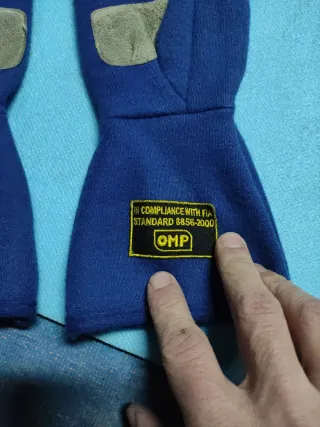 IN COMPLIANCE WITH FIA
STANDARD 8856-2000
OMP